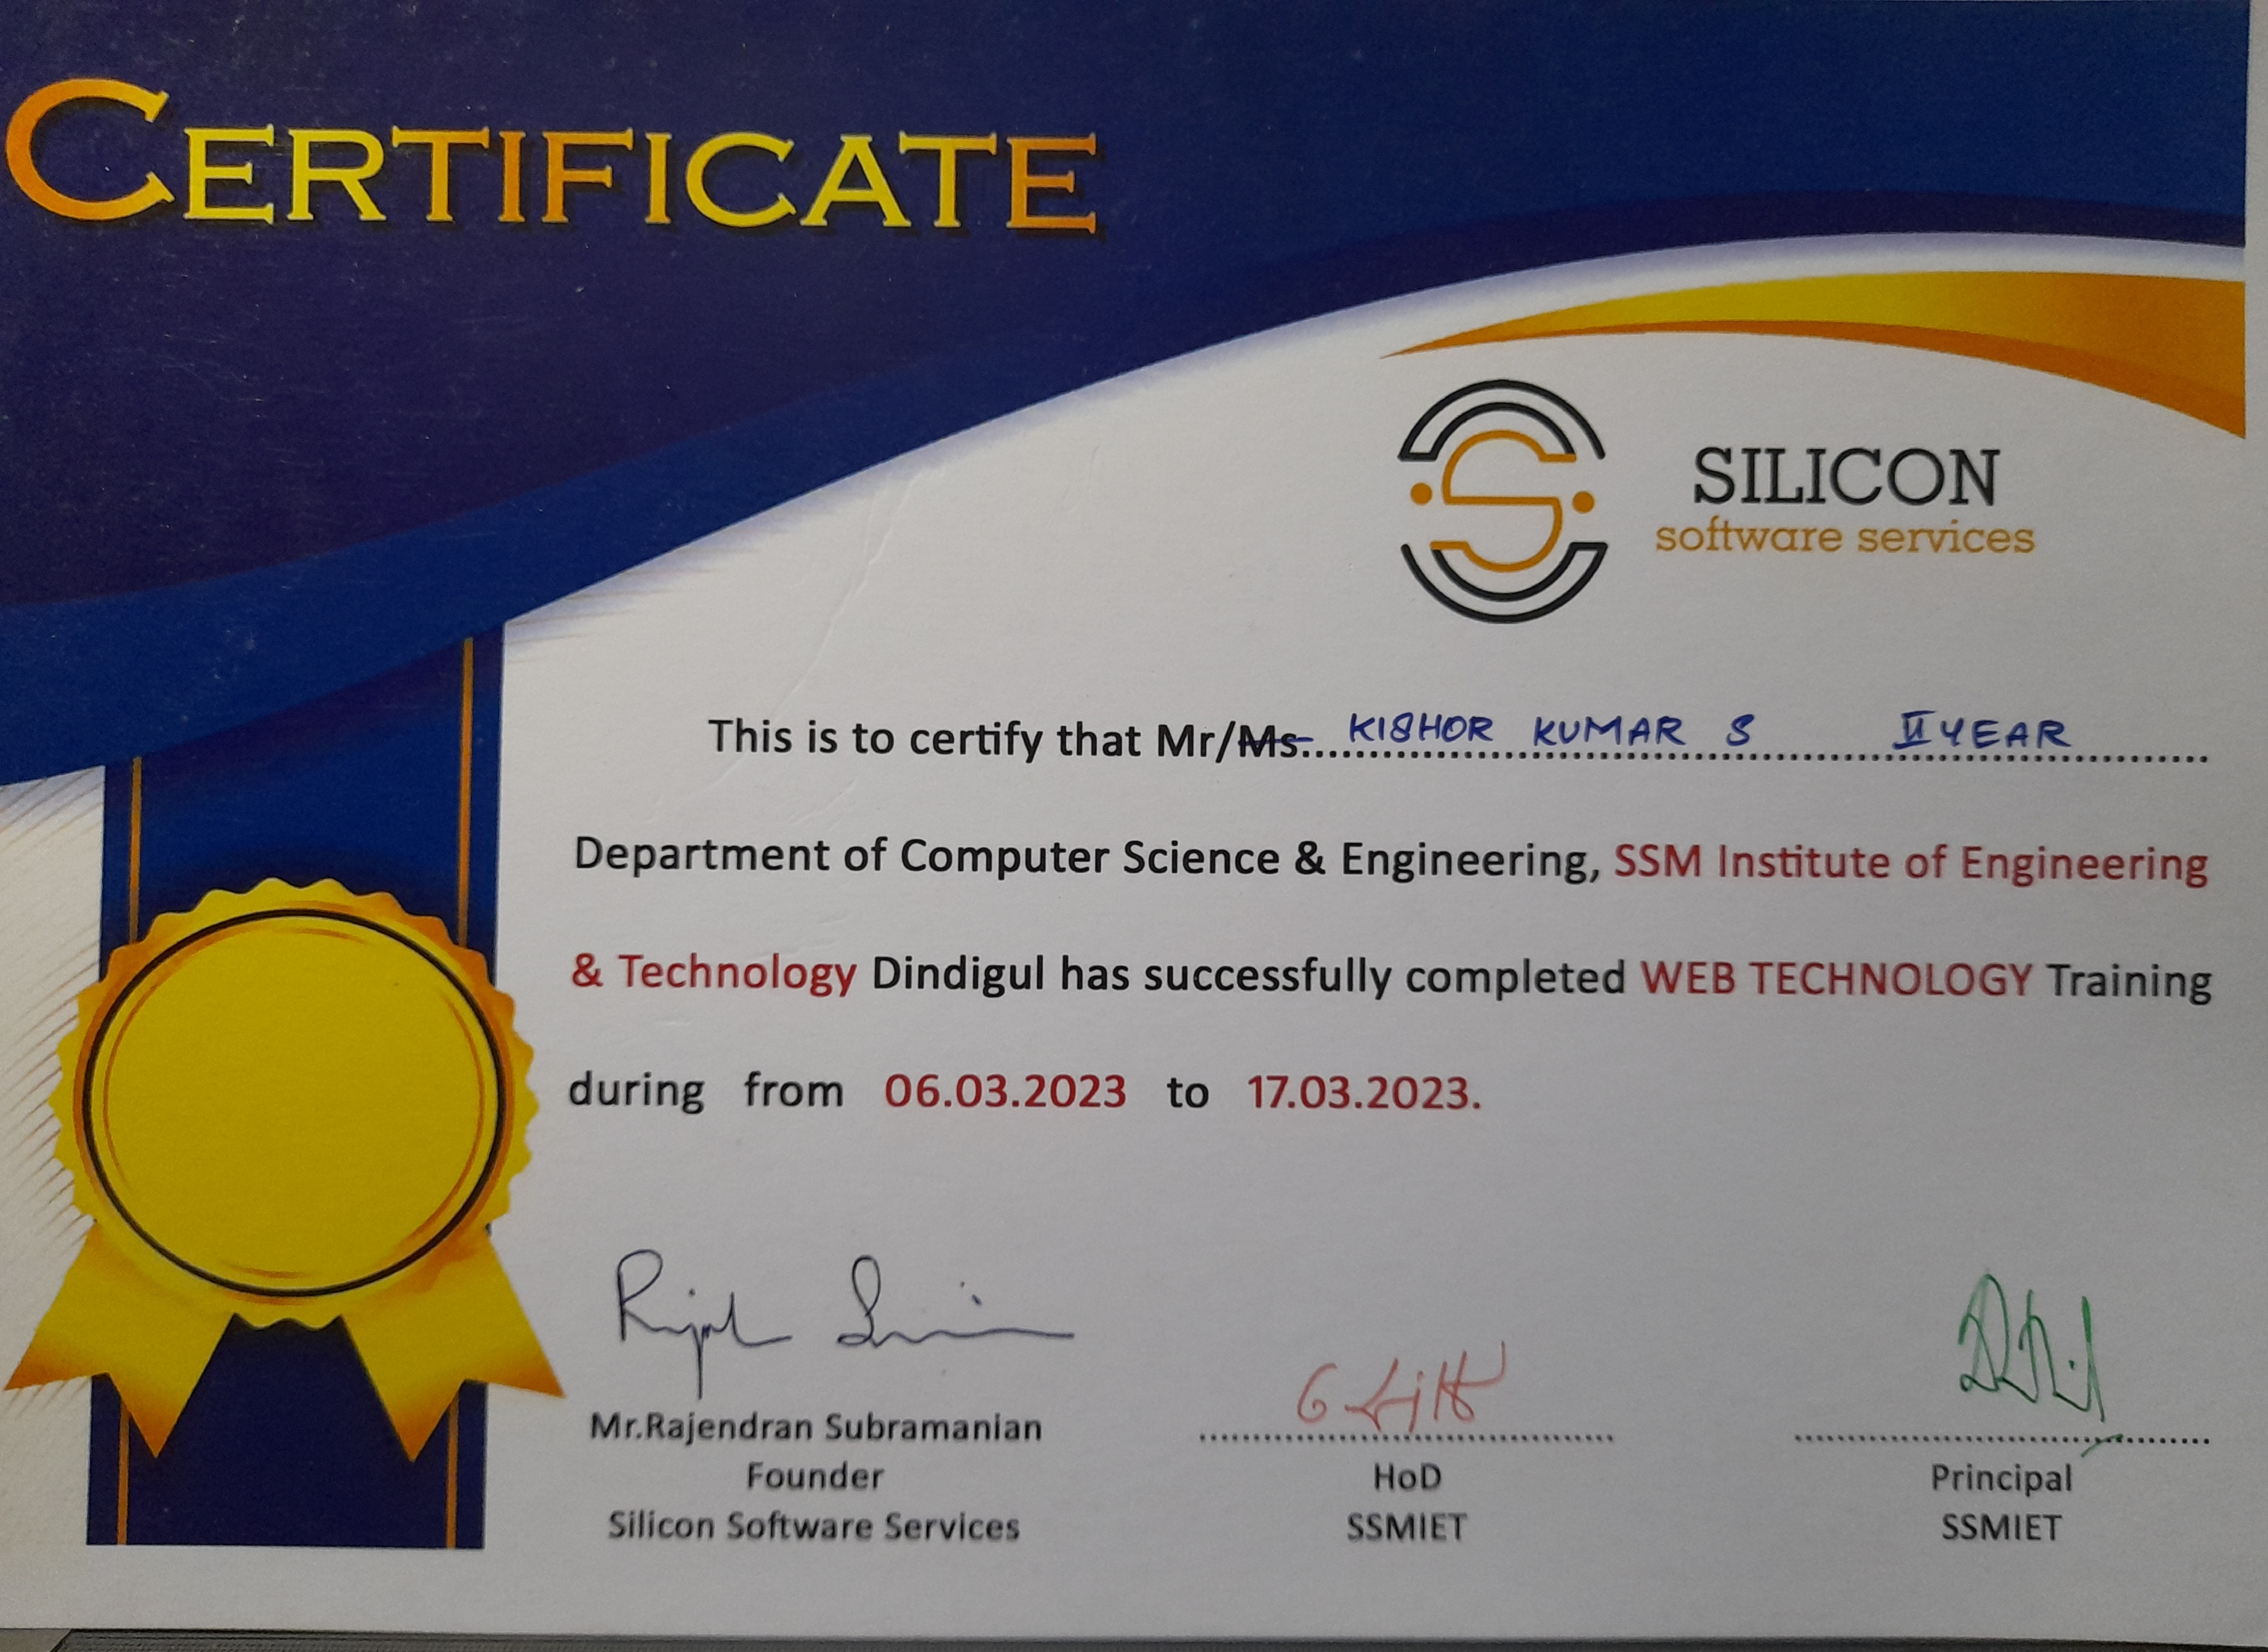 CERTIFICATE
SILICON
software services
This is to certify that Mr/Ms. KISHOR KUMAR S II YEAR
Department of Computer Science & Engineering, SSM Institute of Engineering
& Technology Dindigul has successfully completed WEB TECHNOLOGY Training
during from 06.03.2023 to 17.03.2023.
Mr.Rajendran Subramanian
Founder
Silicon Software Services
HoD
SSMIET
Principal
SSMIET